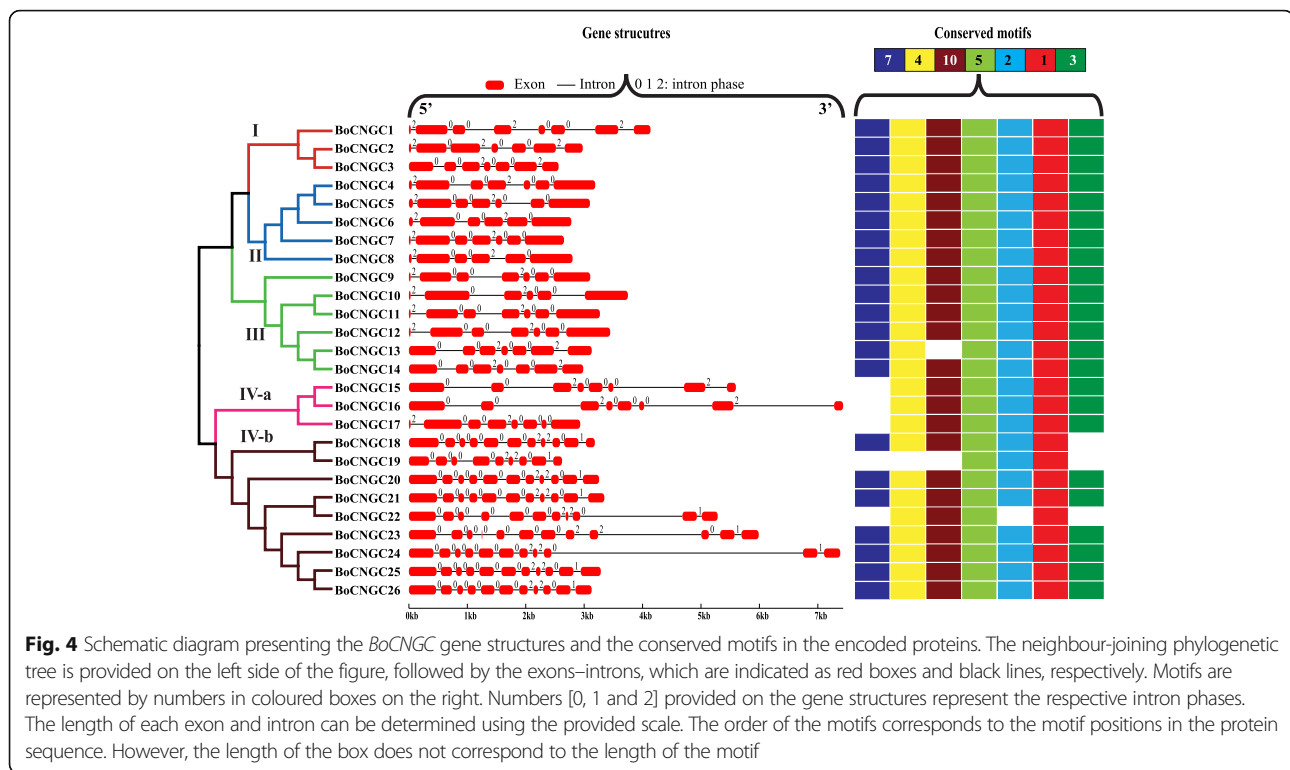 Gene strucutres
Conserved motifs
7 4 10 5 2 1 3
Exon Intron 0 1 2: intron phase
5’ 3’
I
II
III
IV-a
IV-b
BoCNGC1 2 0 0 2 0 0 2
BoCNGC2
BoCNGC3
BoCNGC4
BoCNGC5
BoCNGC6
BoCNGC7
BoCNGC8
BoCNGC9
BoCNGC10
BoCNGC11
BoCNGC12
BoCNGC13
BoCNGC14
BoCNGC15
BoCNGC16
BoCNGC17
BoCNGC18
BoCNGC19
BoCNGC20
BoCNGC21
BoCNGC22
BoCNGC23
BoCNGC24
BoCNGC25
BoCNGC26
0kb 1kb 2kb 3kb 4kb 5kb 6kb 7kb
Fig. 4 Schematic diagram presenting the BoCNGC gene structures and the conserved motifs in the encoded proteins. The neighbour-joining phylogenetic
tree is provided on the left side of the figure, followed by the exons–introns, which are indicated as red boxes and black lines, respectively. Motifs are
represented by numbers in coloured boxes on the right. Numbers [0, 1 and 2] provided on the gene structures represent the respective intron phases.
The length of each exon and intron can be determined using the provided scale. The order of the motifs corresponds to the motif positions in the protein
sequence. However, the length of the box does not correspond to the length of the motif